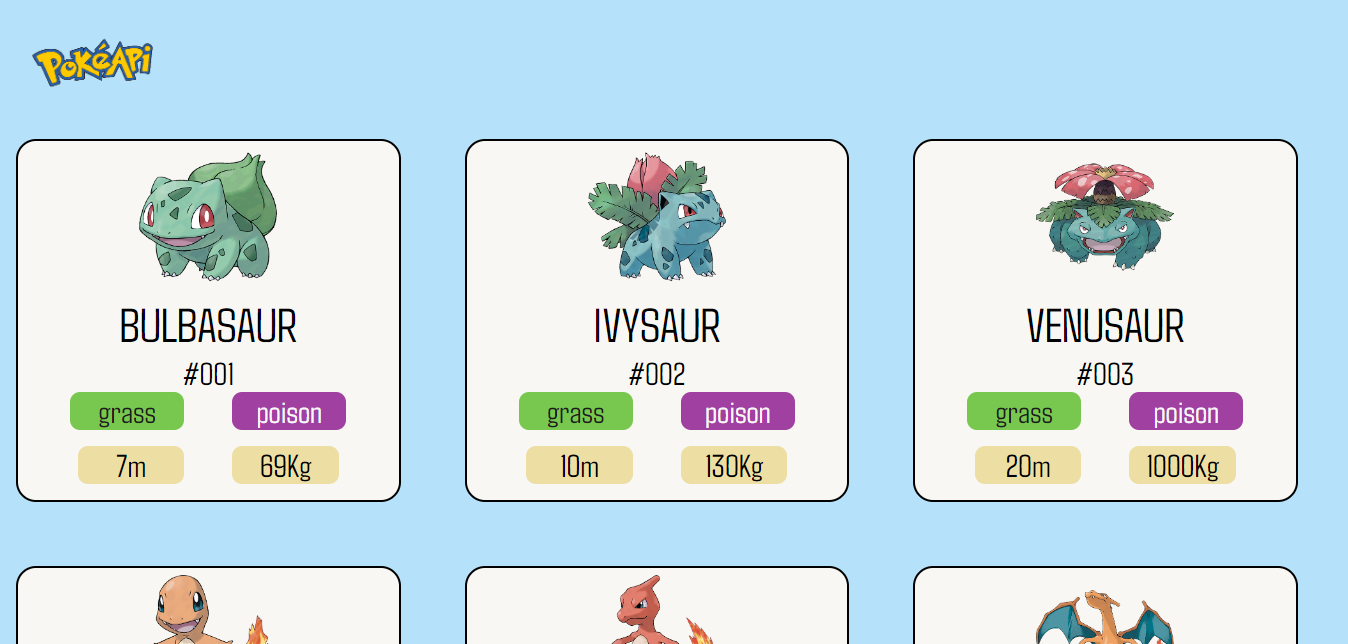 PokéApi
BULBASAUR
#001
grass poison
7m 69Kg
IVYSAUR
#002
grass poison
10m 130Kg
VENUSAUR
#003
grass poison
20m 1000Kg